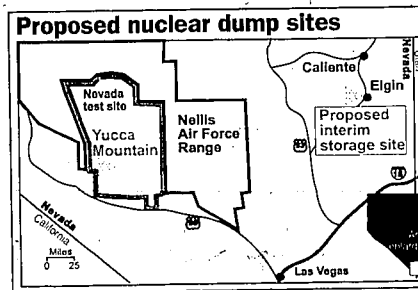 Proposed nuclear dump sites
Caliente
Nevada
Elgin
Nevada
test site
Yucca
Mountain
Nellis
Air Force
Range
Proposed
interim
storage site
93
Nevada
California
Miles
0 25
Las Vegas